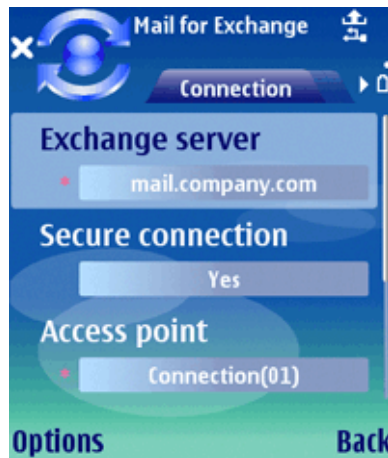 Mail for Exchange
Connection
Exchange server
mail.company.com
Secure connection
Yes
Access point
Connection(01)
Options Back